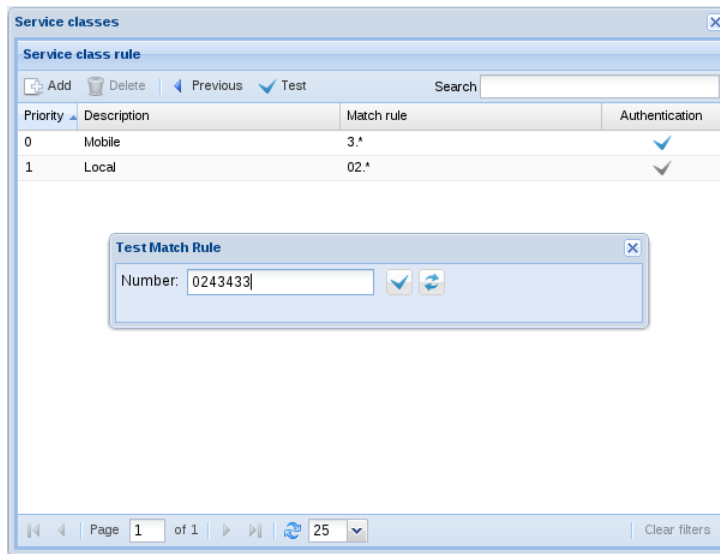 Service classes
Service class rule
Add Delete Previous Test Search
Priority Description Match rule Authentication
0 Mobile 3.*
1 Local 02.*
Test Match Rule
Number: 0243433
Page 1 of 1 25 Clear filters